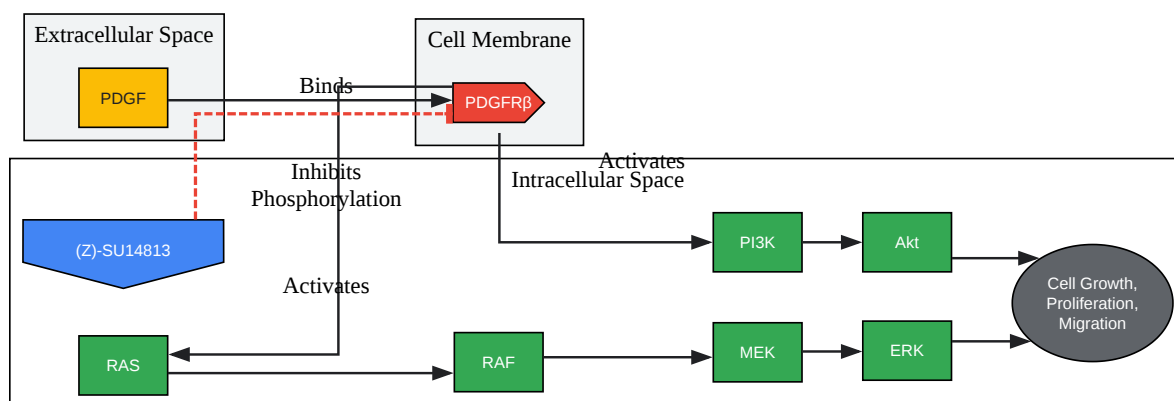 Extracellular Space
Cell Membrane
PDGF
Binds
PDGFRβ
Activates
Inhibits
Phosphorylation
Intracellular Space
(Z)-SU14813
PI3K
Akt
Activates
Cell Growth,
Proliferation,
Migration
RAS
RAF
MEK
ERK